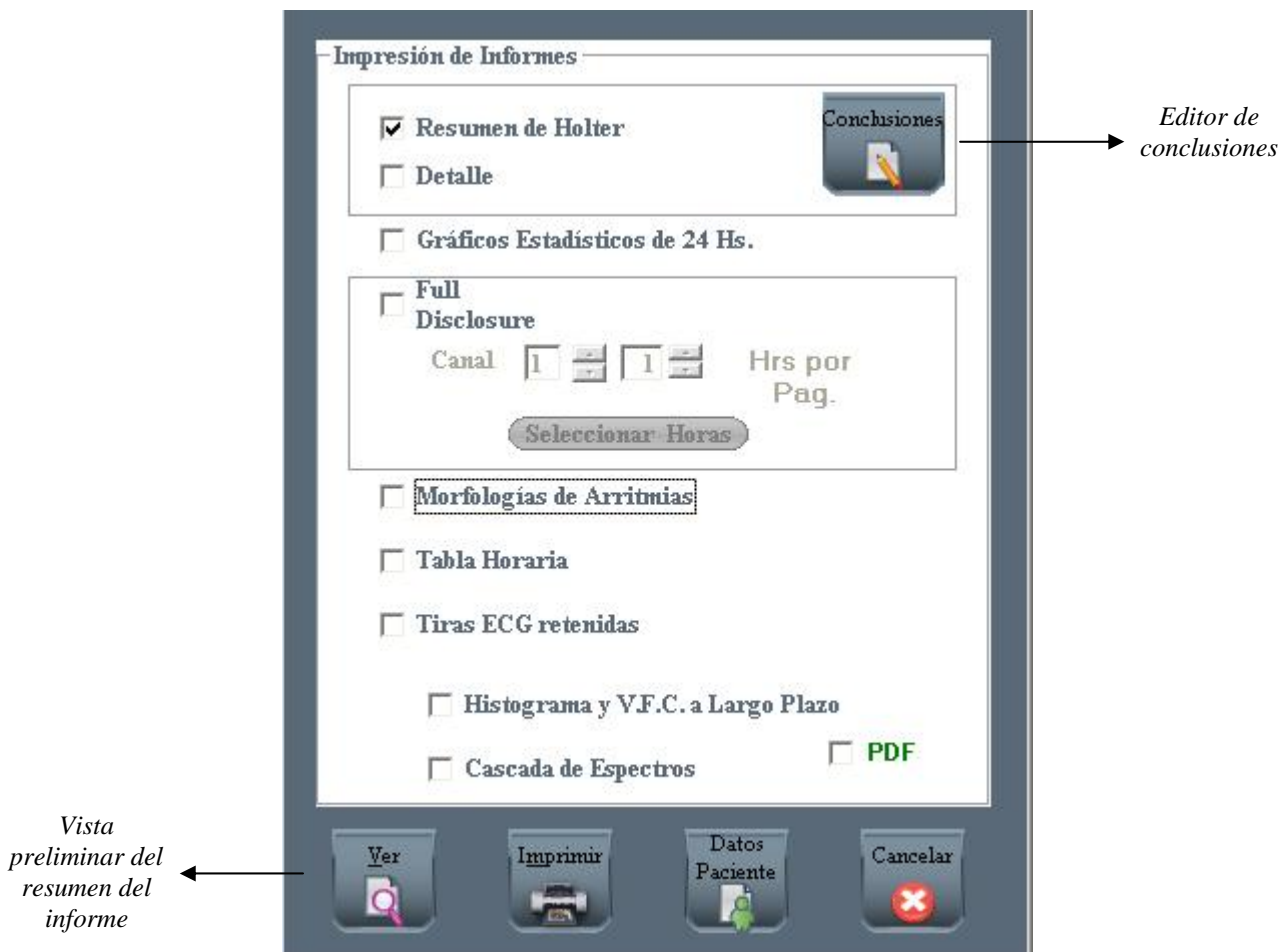 Impresión de Informes
Resumen de Holter
Conclusiones
Editor de
conclusiones
Detalle
Gráficos Estadísticos de 24 Hs.
Full
Disclosure
Canal 1 1 Hrs por
Pag.
Seleccionar Horas
Morfologías de Arritmias
Tabla Horaria
Tiras ECG retenidas
Histograma y V.F.C. a Largo Plazo
PDF
Cascada de Espectros
Vista
preliminar del
resumen del
informe
Ver
Imprimir
Datos
Paciente
Cancelar